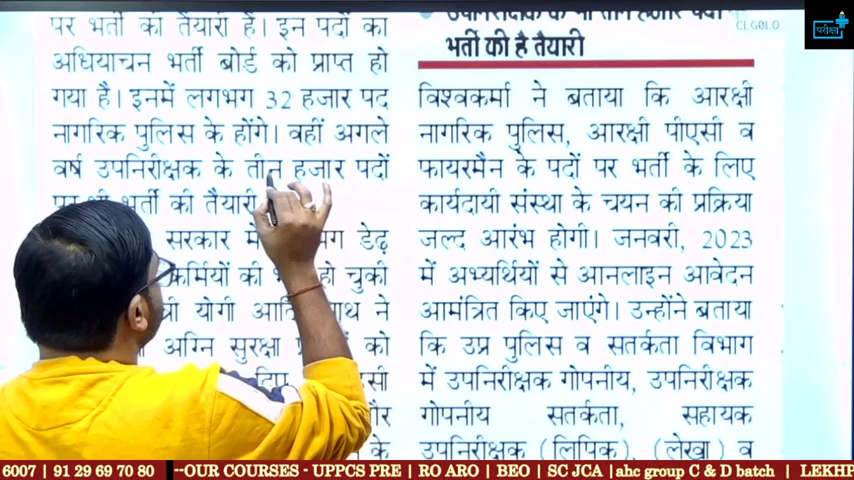 पर भर्ती की तैयारी है। इन पदों का
अधियाचन भर्ती बोर्ड को प्राप्त हो
गया है। इनमें लगभग 32 हजार पद
नागरिक पुलिस के होंगे। वहीं अगले
वर्ष उपनिरीक्षक के तीन हजार पदों
पर भी भर्ती की तैयारी
सरकार में डेढ़
की हो चुकी
योगी ने
अग्नि सुरक्षा को
के
भर्ती की है तैयारी
विश्वकर्मा ने बताया कि आरक्षी
नागरिक पुलिस, आरक्षी पीएसी व
फायरमैन के पदों पर भर्ती के लिए
कार्यदायी संस्था के चयन की प्रक्रिया
जल्द आरंभ होगी। जनवरी, 2023
में अभ्यर्थियों से आनलाइन आवेदन
आमंत्रित किए जाएंगे। उन्होंने बताया
कि उप्र पुलिस व सतर्कता विभाग
में उपनिरीक्षक गोपनीय, उपनिरीक्षक
गोपनीय सतर्कता, सहायक
उपनिरीक्षक (लिपिक), (लेखा) व
CLG0LO
परीक्षा
6007 | 91 29 69 70 80 --OUR COURSES - UPPCS PRE | RO ARO | BEO | SC JCA | ahc group C & D batch | LEKHP